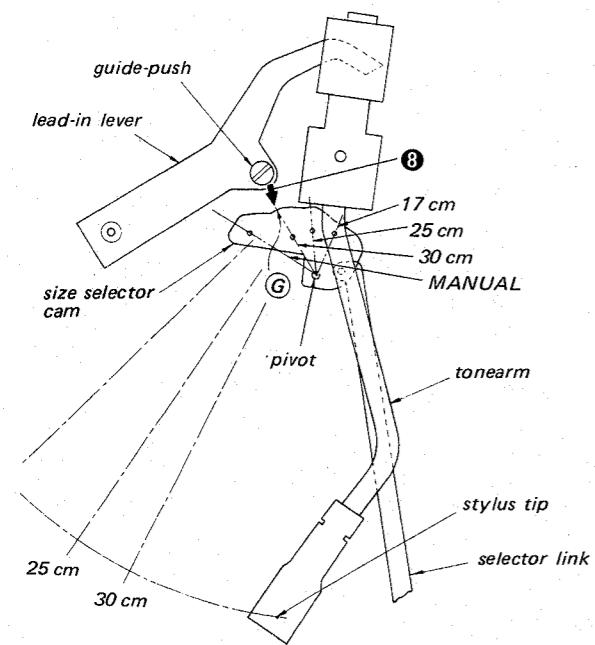 guide-push
lead-in lever
8
17 cm
25 cm
30 cm
MANUAL
G
size selector
cam
pivot
tonearm
stylus tip
25 cm
30 cm
selector link